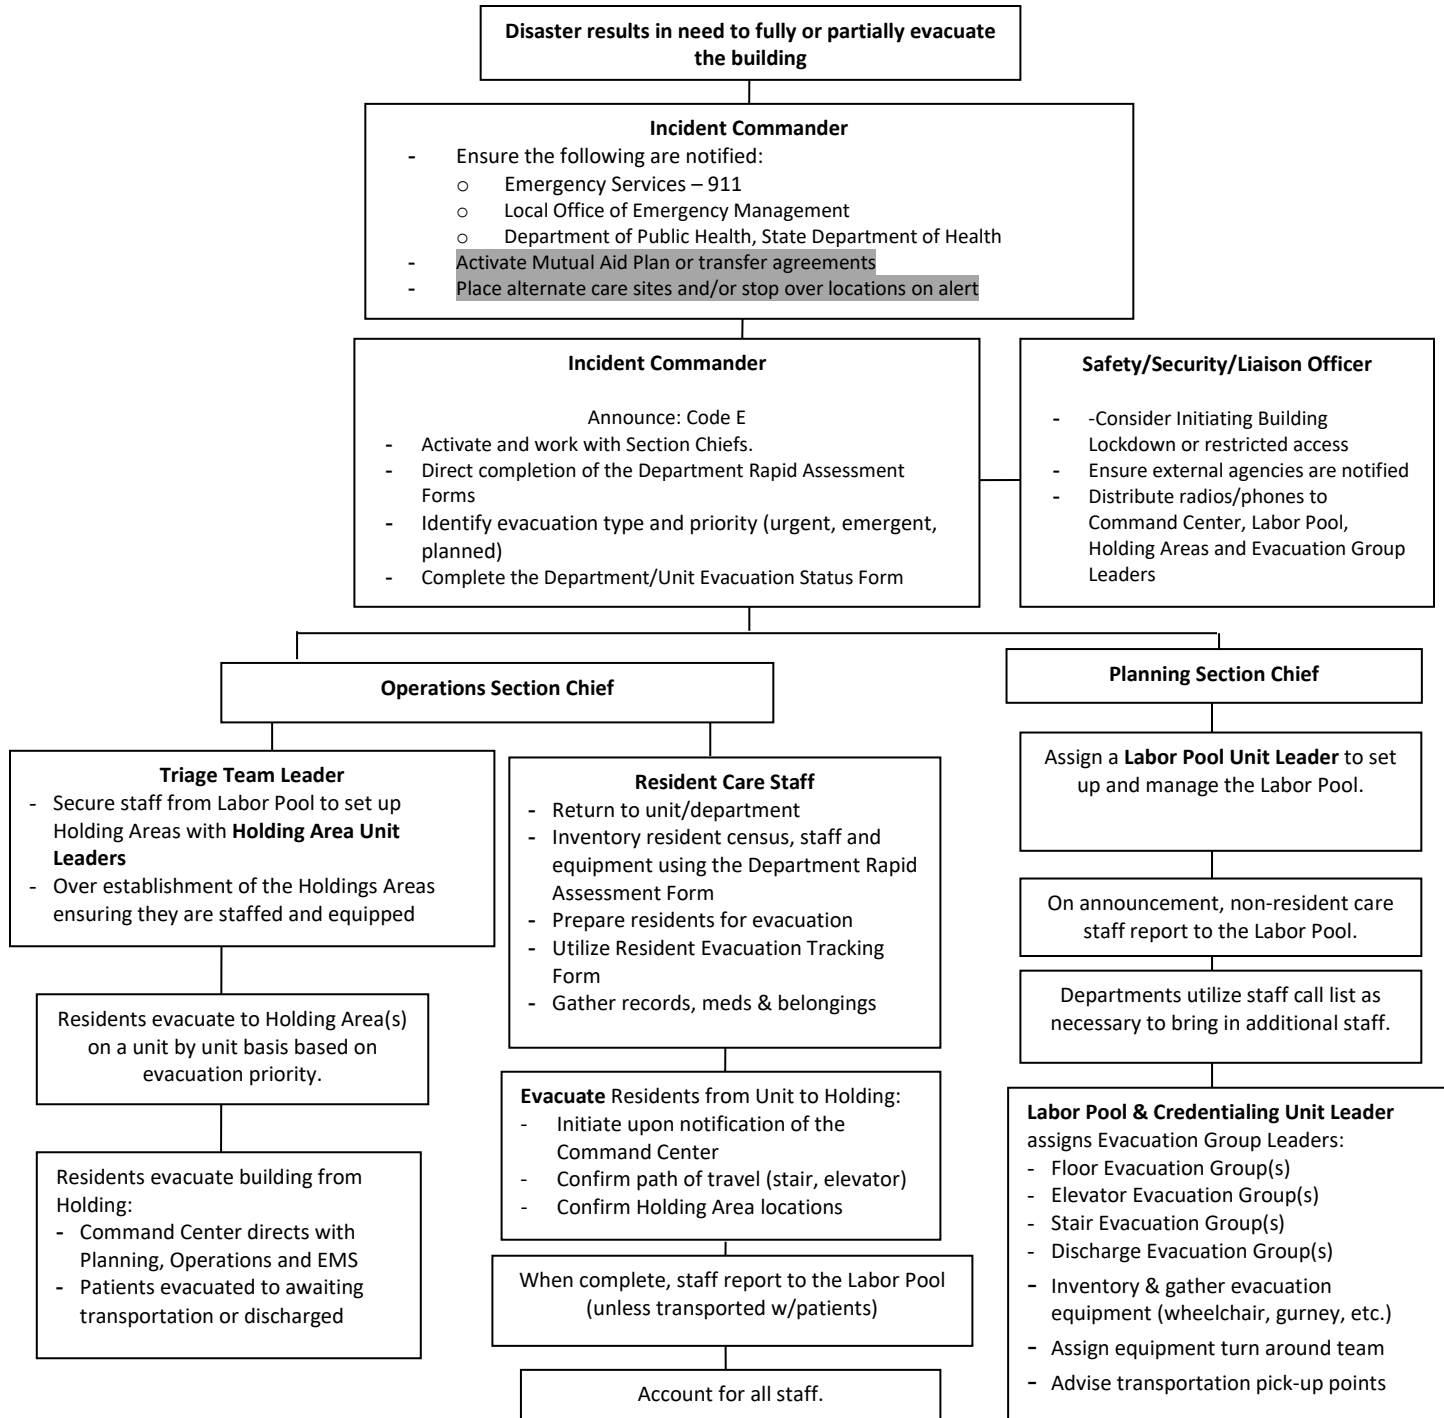 Disaster results in need to fully or partially evacuate
the building
Incident Commander
- Ensure the following are notified:
o Emergency Services – 911
o Local Office of Emergency Management
o Department of Public Health, State Department of Health
- Activate Mutual Aid Plan or transfer agreements
- Place alternate care sites and/or stop over locations on alert
Incident Commander
Announce: Code E
- Activate and work with Section Chiefs.
- Direct completion of the Department Rapid Assessment
Forms
- Identify evacuation type and priority (urgent, emergent,
planned)
- Complete the Department/Unit Evacuation Status Form
Safety/Security/Liaison Officer
- -Consider Initiating Building
Lockdown or restricted access
- Ensure external agencies are notified
- Distribute radios/phones to
Command Center, Labor Pool,
Holding Areas and Evacuation Group
Leaders
Operations Section Chief
Planning Section Chief
Triage Team Leader
- Secure staff from Labor Pool to set up
Holding Areas with Holding Area Unit
Leaders
- Over establishment of the Holdings Areas
ensuring they are staffed and equipped
Residents evacuate to Holding Area(s)
on a unit by unit basis based on
evacuation priority.
Residents evacuate building from
Holding:
- Command Center directs with
Planning, Operations and EMS
- Patients evacuated to awaiting
transportation or discharged
Resident Care Staff
- Return to unit/department
- Inventory resident census, staff and
equipment using the Department Rapid
Assessment Form
- Prepare residents for evacuation
- Utilize Resident Evacuation Tracking
Form
- Gather records, meds & belongings
Evacuate Residents from Unit to Holding:
- Initiate upon notification of the
Command Center
- Confirm path of travel (stair, elevator)
- Confirm Holding Area locations
When complete, staff report to the Labor Pool
(unless transported w/patients)
Account for all staff.
Assign a Labor Pool Unit Leader to set
up and manage the Labor Pool.
On announcement, non-resident care
staff report to the Labor Pool.
Departments utilize staff call list as
necessary to bring in additional staff.
Labor Pool & Credentialing Unit Leader
assigns Evacuation Group Leaders:
- Floor Evacuation Group(s)
- Elevator Evacuation Group(s)
- Stair Evacuation Group(s)
- Discharge Evacuation Group(s)
- Inventory & gather evacuation
equipment (wheelchair, gurney, etc.)
- Assign equipment turn around team
- Advise transportation pick-up points